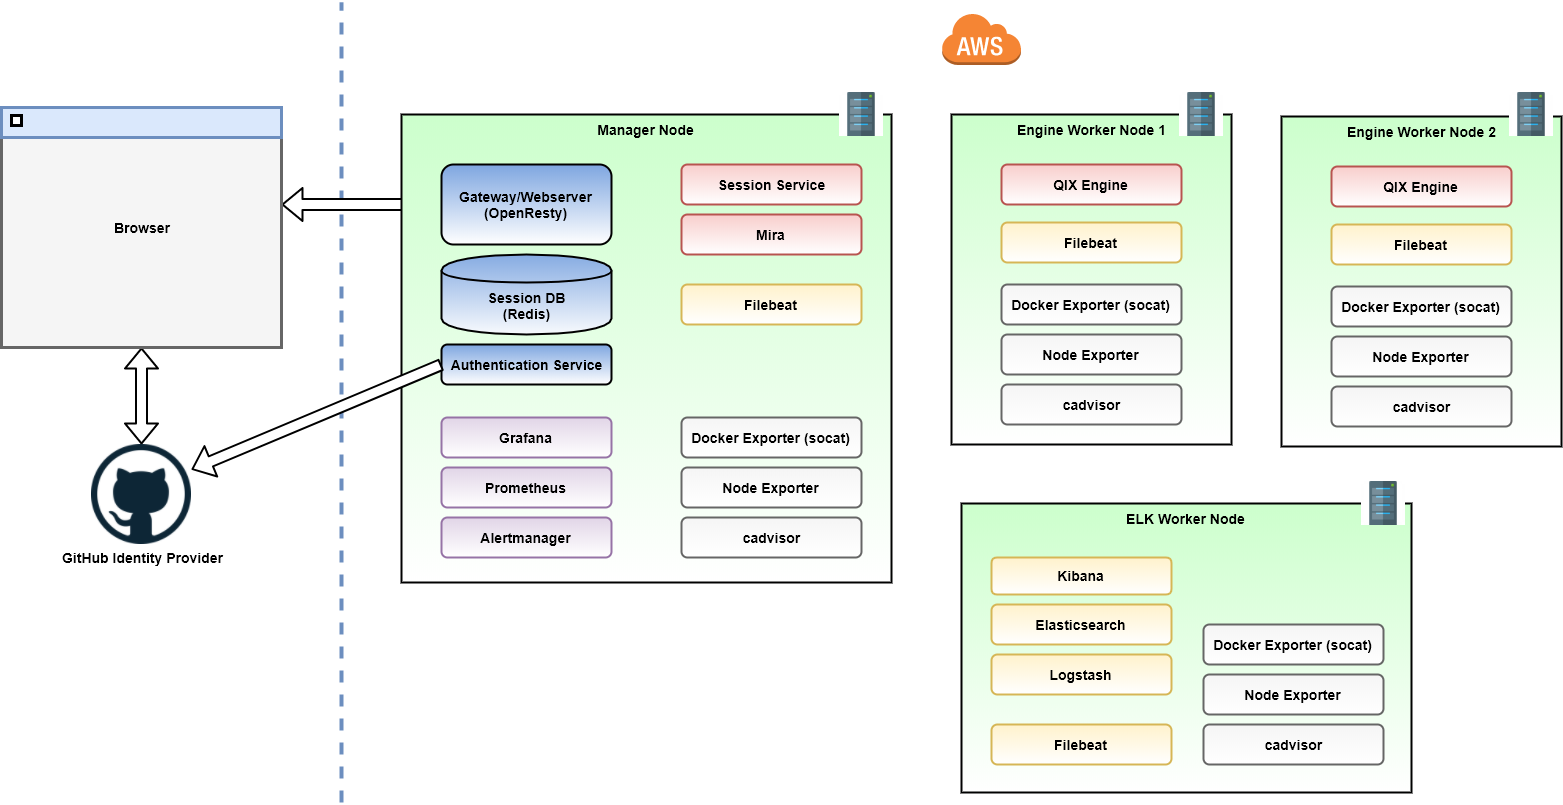 AWS
Browser
GitHub Identity Provider
Manager Node
Gateway/Webserver
(OpenResty)
Session DB
(Redis)
Authentication Service
Grafana
Prometheus
Alertmanager
Session Service
Mira
Filebeat
Docker Exporter (socat)
Node Exporter
cadvisor
Engine Worker Node 1
QIX Engine
Filebeat
Docker Exporter (socat)
Node Exporter
cadvisor
Engine Worker Node 2
QIX Engine
Filebeat
Docker Exporter (socat)
Node Exporter
cadvisor
ELK Worker Node
Kibana
Elasticsearch
Logstash
Filebeat
Docker Exporter (socat)
Node Exporter
cadvisor